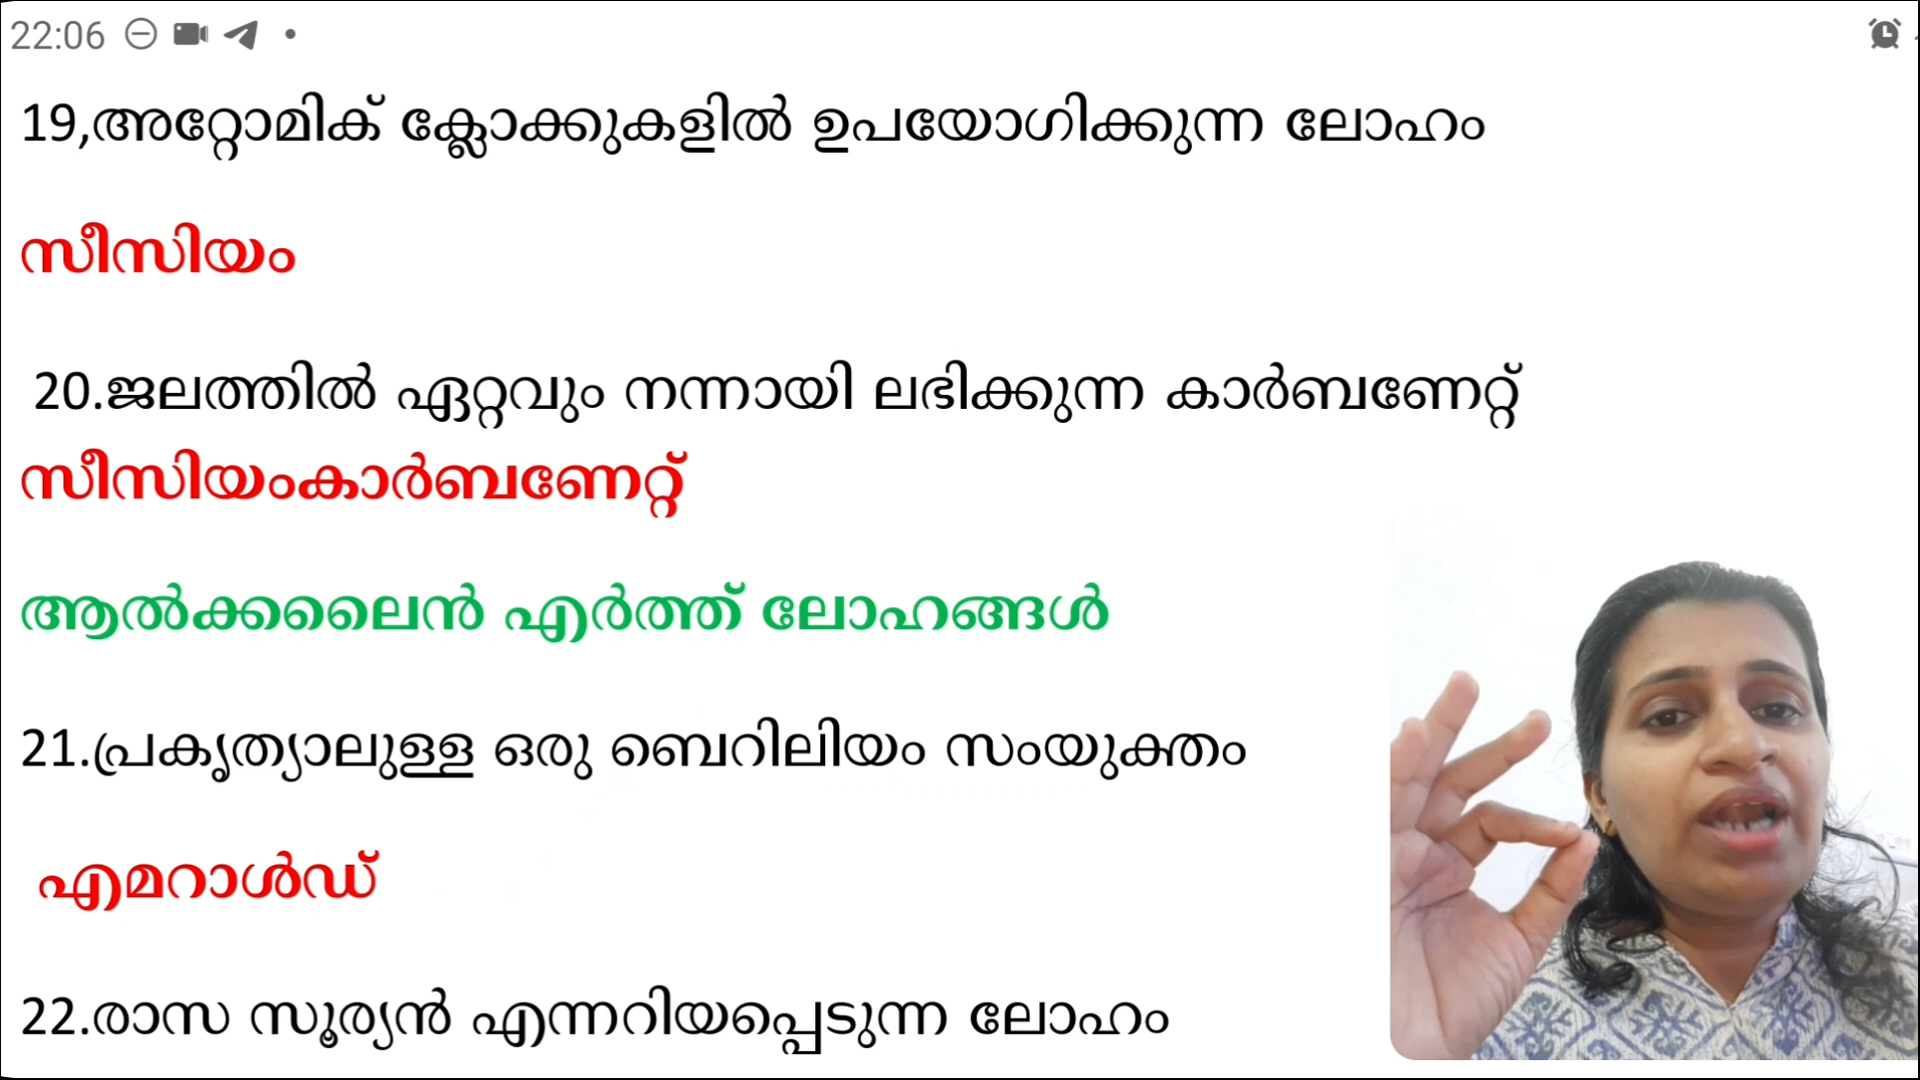 22:06
19,അറ്റോമിക് ക്ലോക്കുകളിൽ ഉപയോഗിക്കുന്ന ലോഹം
സീസിയം
20.ജലത്തിൽ ഏറ്റവും നന്നായി ലഭിക്കുന്ന കാർബണേറ്റ്
സീസിയംകാർബണേറ്റ്
ആൽക്കലൈൻ എർത്ത് ലോഹങ്ങൾ
21.പ്രകൃത്യാലുള്ള ഒരു ബെറിലിയം സംയുക്തം
എമറാൾഡ്
22.രാസ സൂര്യൻ എന്നറിയപ്പെടുന്ന ലോഹം